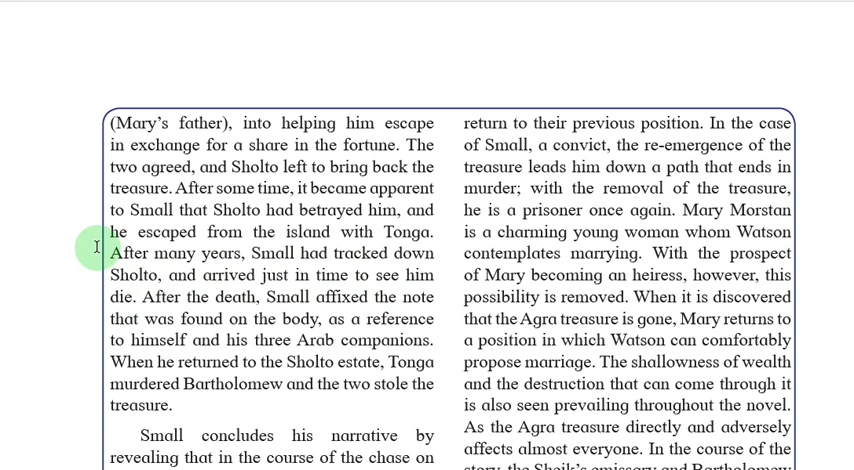 (Mary’s father), into helping him escape
in exchange for a share in the fortune. The
two agreed, and Sholto left to bring back the
treasure. After some time, it became apparent
to Small that Sholto had betrayed him, and
he escaped from the island with Tonga.
After many years, Small had tracked down
Sholto, and arrived just in time to see him
die. After the death, Small affixed the note
that was found on the body, as a reference
to himself and his three Arab companions.
When he returned to the Sholto estate, Tonga
murdered Bartholomew and the two stole the
treasure.
Small concludes his narrative by
revealing that in the course of the chase on
return to their previous position. In the case
of Small, a convict, the re-emergence of the
treasure leads him down a path that ends in
murder; with the removal of the treasure,
he is a prisoner once again. Mary Morstan
is a charming young woman whom Watson
contemplates marrying. With the prospect
of Mary becoming an heiress, however, this
possibility is removed. When it is discovered
that the Agra treasure is gone, Mary returns to
a position in which Watson can comfortably
propose marriage. The shallowness of wealth
and the destruction that can come through it
is also seen prevailing throughout the novel.
As the Agra treasure directly and adversely
affects almost everyone. In the course of the
story, the Sheik’s emissary and Bartholomew